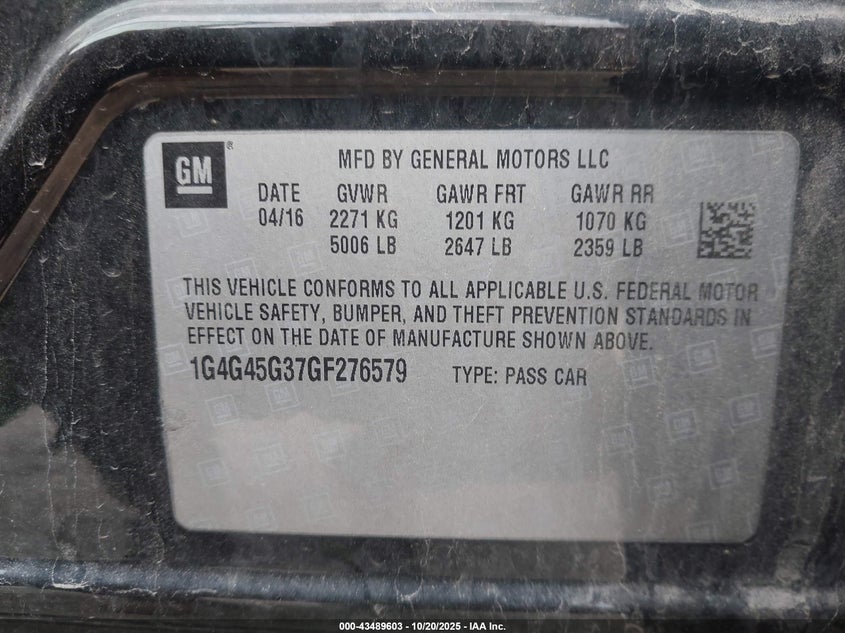 GM
MFD BY GENERAL MOTORS LLC
DATE GVWR GAWR FRT GAWR RR
04/16 2271 KG 1201 KG 1070 KG
5006 LB 2647 LB 2359 LB
THIS VEHICLE CONFORMS TO ALL APPLICABLE U.S. FEDERAL MOTOR
VEHICLE SAFETY, BUMPER, AND THEFT PREVENTION STANDARDS IN
EFFECT ON THE DATE OF MANUFACTURE SHOWN ABOVE.
1G4G45G37GF276579 TYPE: PASS CAR
000-43489603 - 10/20/2025 - IAA Inc.